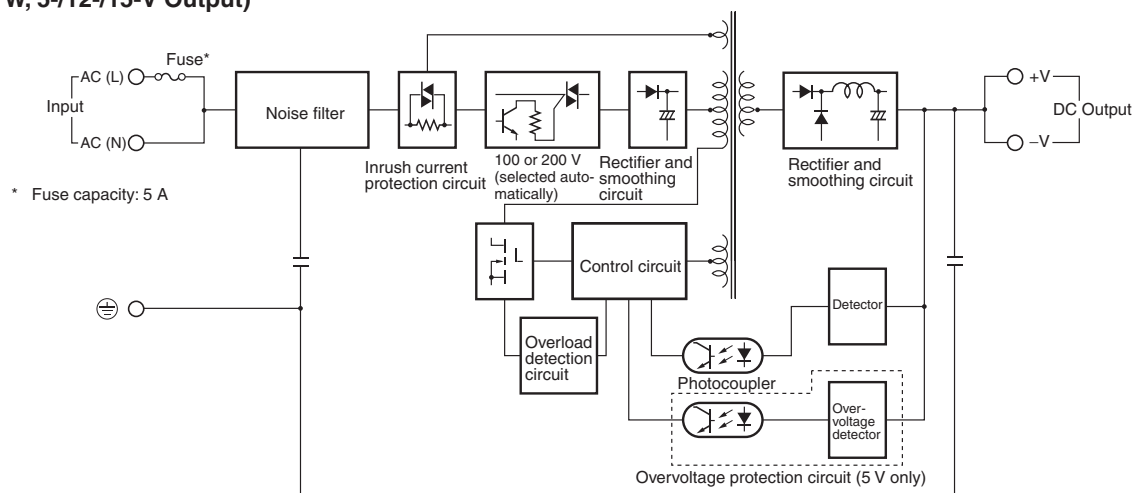 W, 5-/12-/15-V Output)
Fuse*
AC (L)
Input
AC (N)
Noise filter
Inrush current
protection circuit
100 or 200 V
(selected auto-
matically)
Rectifier and
smoothing
circuit
Rectifier and
smoothing circuit
+V
DC Output
–V
* Fuse capacity: 5 A
Control circuit
Overload
detection
circuit
Detector
Photocoupler
Over-
voltage
detector
Overvoltage protection circuit (5 V only)